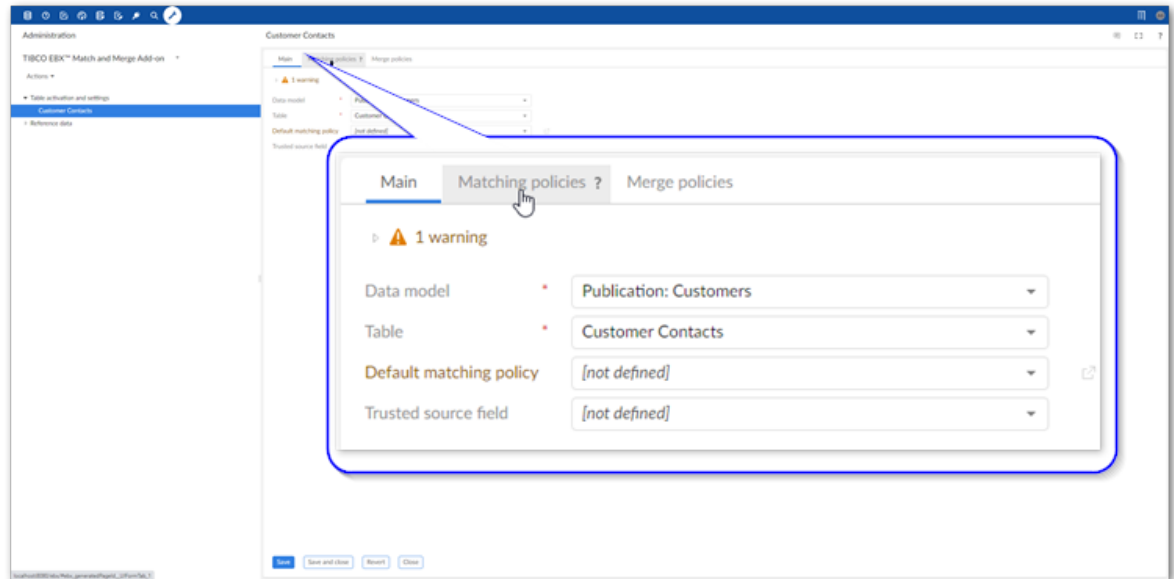 Administration
Customer Contacts
?
TIBCO EBX™ Match and Merge Add-on
Main policies ? Merge policies
Actions
1 warning
Table activation and settings
Data model *
Customer Contacts
Table * Customer
Reference data
Default matching policy [not defined]
Trusted source field
Main Matching policies ? Merge policies
1 warning
Data model * Publication: Customers
Table * Customer Contacts
Default matching policy [not defined]
Trusted source field [not defined]
Save Save and close Revert Close